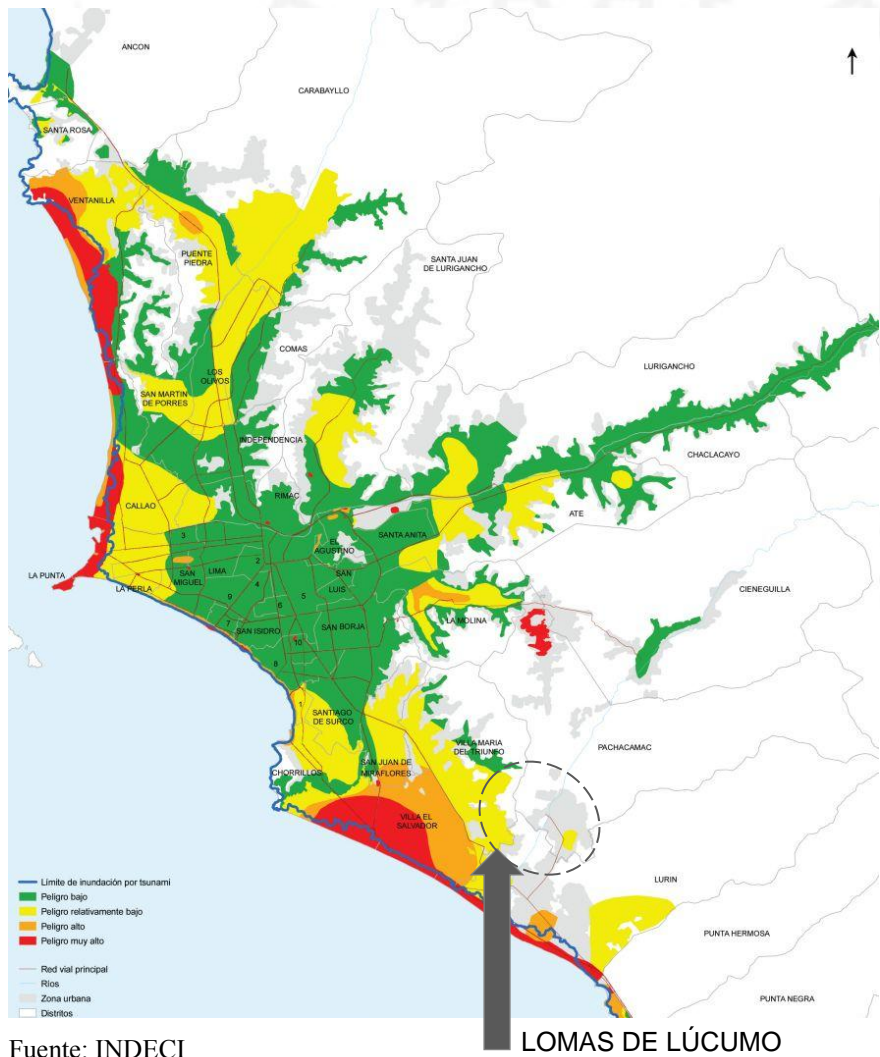 ANCON
CARABAYLLO
SANTA ROSA
VENTANILLA
PUENTE
PIEDRA
SANTA JUAN
DE LURIGANCHO
COMAS
LURIGANCHO
LOS
OLIVOS
SAN MARTIN
DE PORRES
INDEPENDENCIA
CHACLACAYO
RIMAC
CALLAO
ATE
3
EL
AGUSTINO
SANTA ANITA
2
LA PUNTA
LA PERLA
SAN
MIGUEL
LIMA
4
SAN
LUIS
CIENEGUILLA
9
5
6
7
SAN ISIDRO
SAN BORJA
LA MOLINA
10
8
1
SANTIAGO
DE SURCO
VILLA MARIA
DEL TRIUNFO
PACHACAMAC
CHORRILLOS
SAN JUAN DE
MIRAFLORES
VILLA EL
SALVADOR
LURIN
PUNTA HERMOSA
PUNTA NEGRA
Límite de inundación por tsunami
Peligro bajo
Peligro relativamente bajo
Peligro alto
Peligro muy alto
Red vial principal
Ríos
Zona urbana
Distritos
Fuente: INDECI
LOMAS DE LÚCUMO